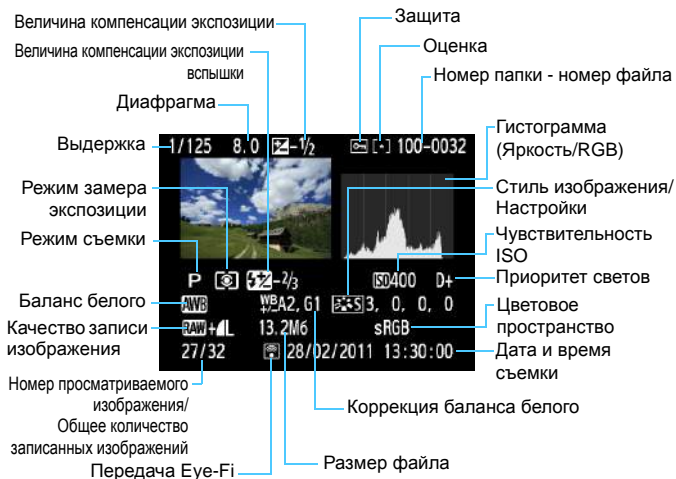 Величина компенсации экспозиции
Величина компенсации экспозиции
вспышки
Диафрагма
Выдержка
Режим замера
экспозиции
Режим съемки
Баланс белого
Качество записи
изображения
Номер просматриваемого
изображения/
Общее количество
записанных изображений
Передача Eye-Fi
Защита
Оценка
Номер папки - номер файла
Гистограмма
(Яркость/RGB)
Стиль изображения/
Настройки
Чувствительность
ISO
Приоритет светов
Цветовое
пространство
Дата и время
съемки
Коррекция баланса белого
Размер файла
1/125 8.0 -1/2 100-0032
P -2/3 ISO400 D+
AWB WB+/-A2, G1 S3, 0, 0, 0
RAW+L 13.2Мб sRGB
27/32 28/02/2011 13:30:00